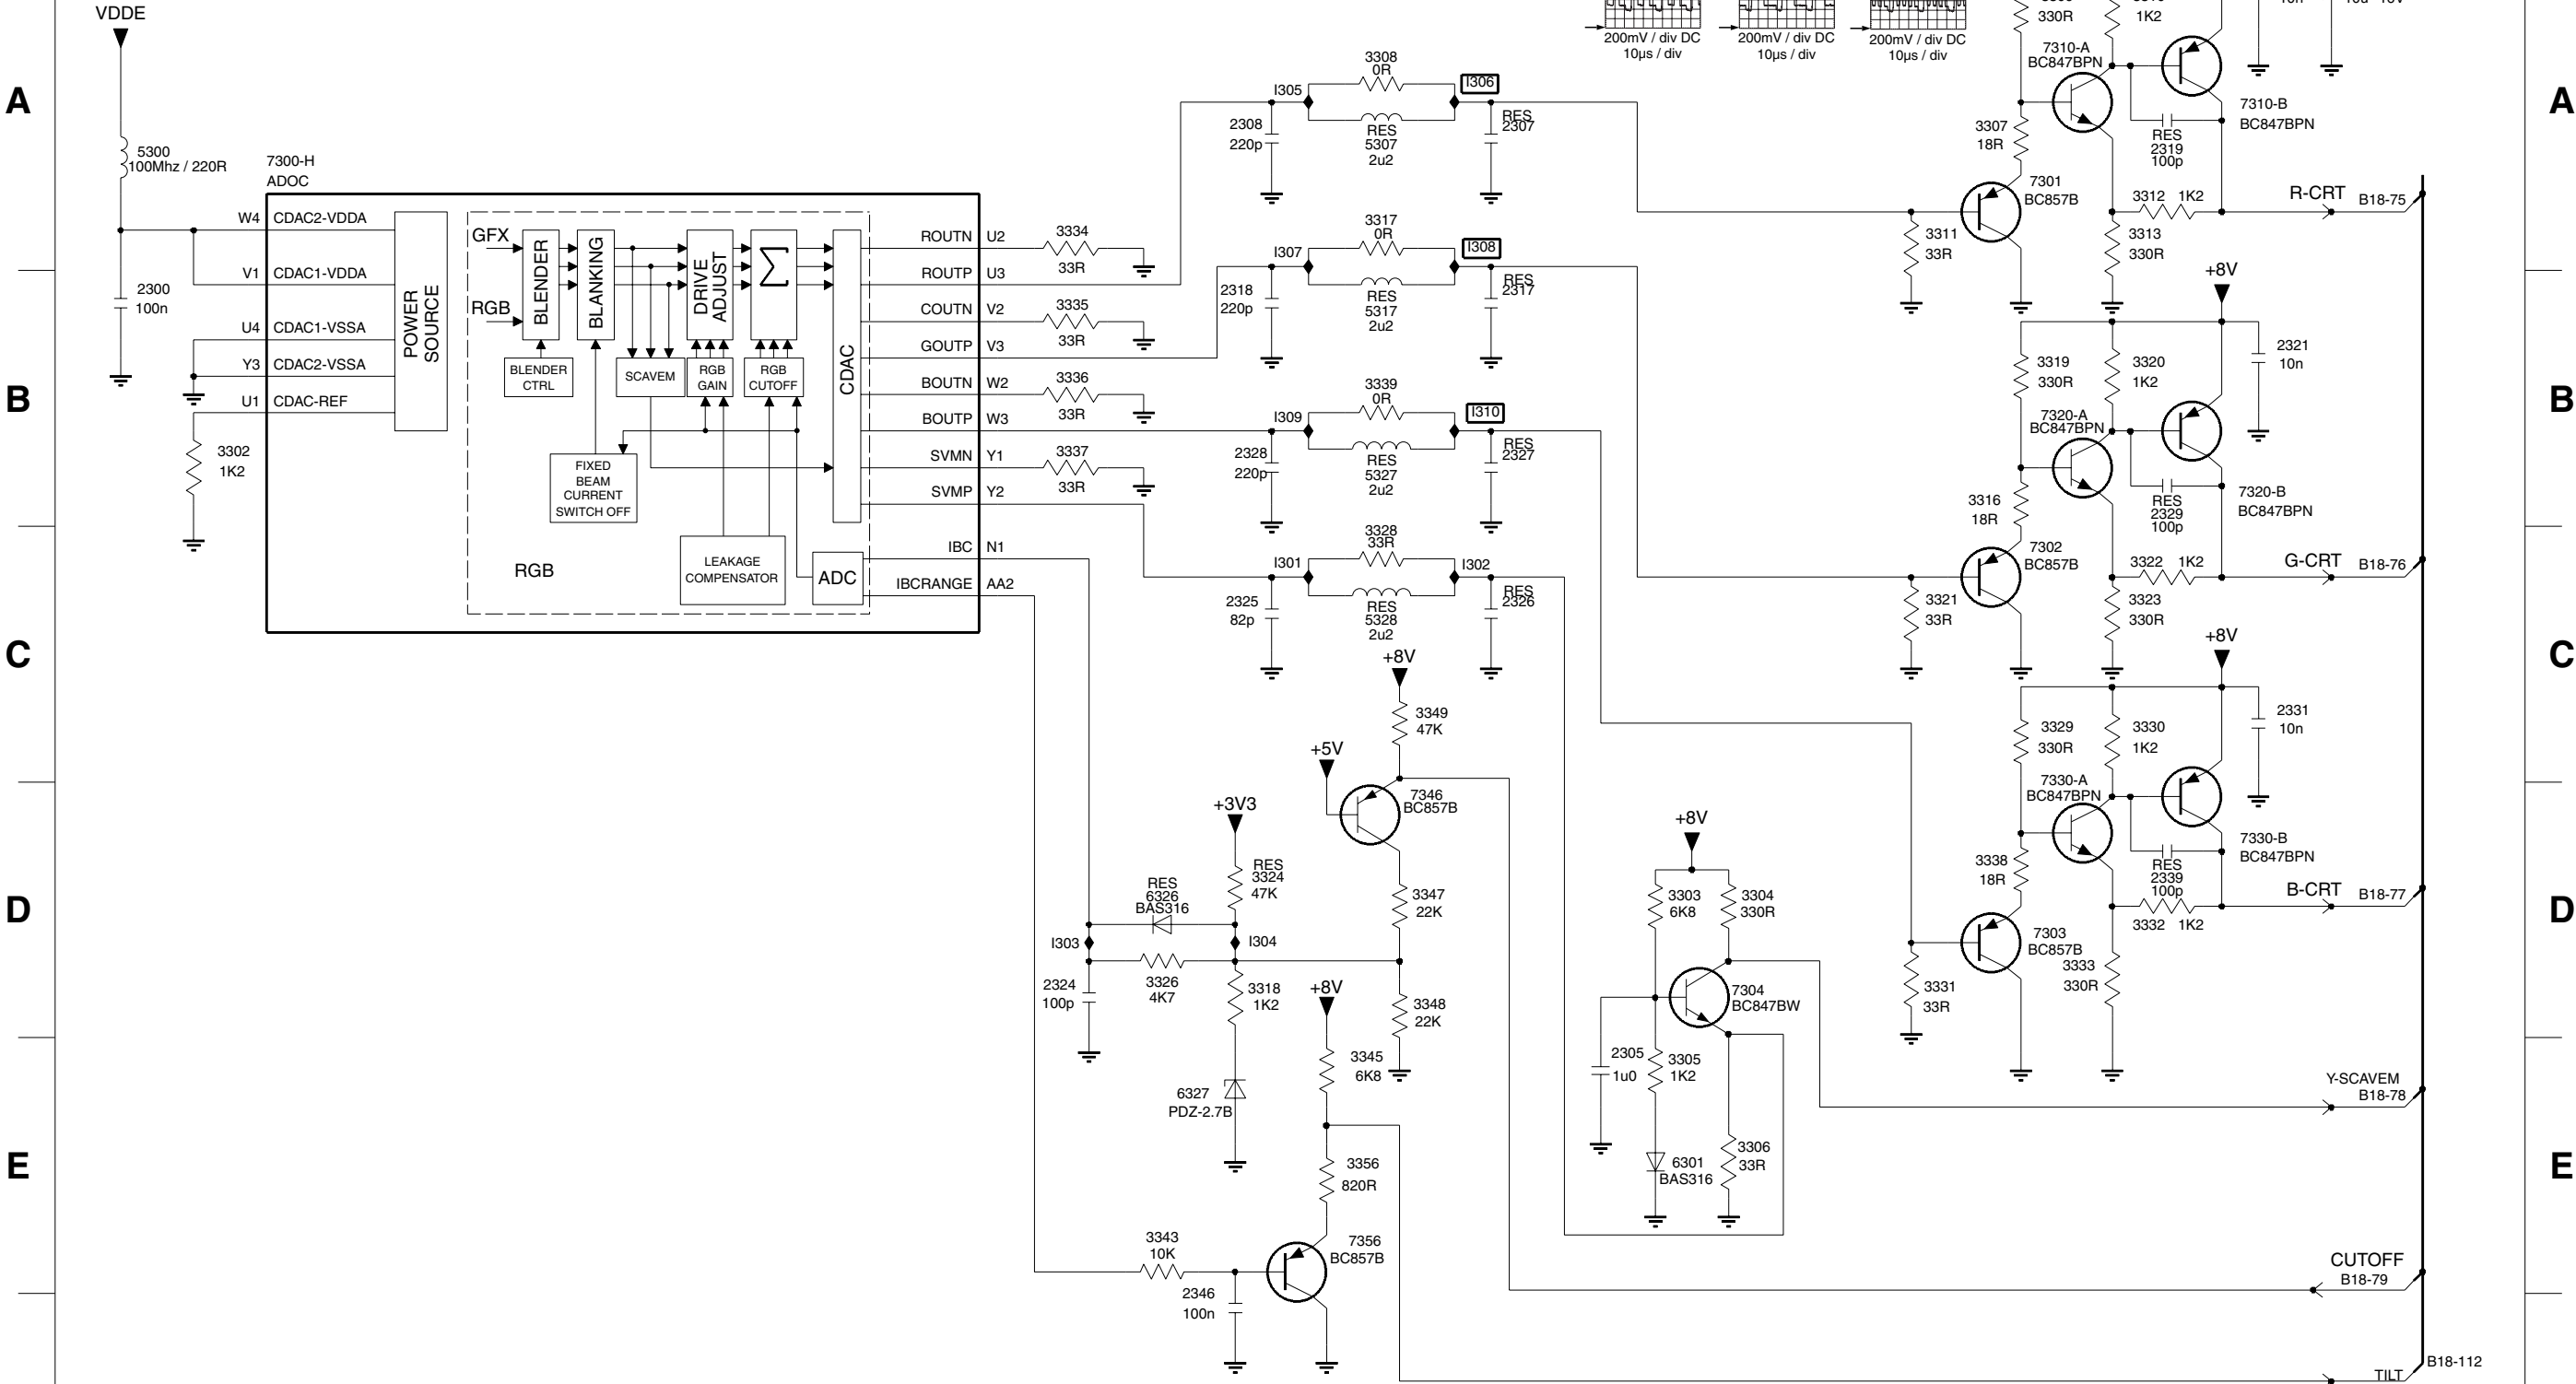 VDDE
5300
100Mhz / 220R
2300
100n
7300-H
ADOC
W4 CDAC2-VDDA
V1 CDAC1-VDDA
U4 CDAC1-VSSA
Y3 CDAC2-VSSA
U1 CDAC-REF
3302
1K2
POWER SOURCE
GFX
RGB
BLENDER
BLANKING
DRIVE ADJUST
Σ
CDAC
BLENDER
CTRL
SCAVEM
RGB
GAIN
RGB
CUTOFF
FIXED
BEAM
CURRENT
SWITCH OFF
LEAKAGE
COMPENSATOR
ADC
RGB
ROUTN U2
ROUTP U3
COUTN V2
GOUTP V3
BOUTN W2
BOUTP W3
SVMN Y1
SVMP Y2
IBC N1
IBCRANGE AA2
3334
33R
3335
33R
3336
33R
3337
33R
3308
0R
I305
I306
2308
220p
RES
5307
2u2
RES
2307
3317
0R
I307
I308
2318
220p
RES
5317
2u2
RES
2317
3339
0R
I309
I310
2328
220p
RES
5327
2u2
RES
2327
3328
33R
I301
I302
2325
82p
RES
5328
2u2
RES
2326
200mV / div DC
10µs / div
200mV / div DC
10µs / div
200mV / div DC
10µs / div
330R
1K2
7310-A
BC847BPN
7310-B
BC847BPN
3307
18R
RES
2319
100p
7301
BC857B
3312 1K2
R-CRT B18-75
3311
33R
3313
330R
+8V
2321
10n
3319
330R
3320
1K2
7320-A
BC847BPN
7320-B
BC847BPN
3316
18R
RES
2329
100p
7302
BC857B
3322 1K2
G-CRT B18-76
3321
33R
3323
330R
+8V
2331
10n
3329
330R
3330
1K2
7330-A
BC847BPN
7330-B
BC847BPN
3338
18R
RES
2339
100p
B-CRT B18-77
3332 1K2
7303
BC857B
3331
33R
3333
330R
+8V
3349
47K
+5V
7346
BC857B
+3V3
RES
3324
47K
RES
6326
BAS316
I303
I304
3347
22K
2324
100p
3326
4K7
3318
1K2
+8V
3348
22K
3345
6K8
6327
PDZ-2.7B
3356
820R
3343
10K
7356
BC857B
2346
100n
+8V
3303
6K8
3304
330R
7304
BC847BW
2305
1u0
3305
1K2
6301
BAS316
3306
33R
Y-SCAVEM
B18-78
CUTOFF
B18-79
B18-112
TILT
A
B
C
D
E
A
B
C
D
E